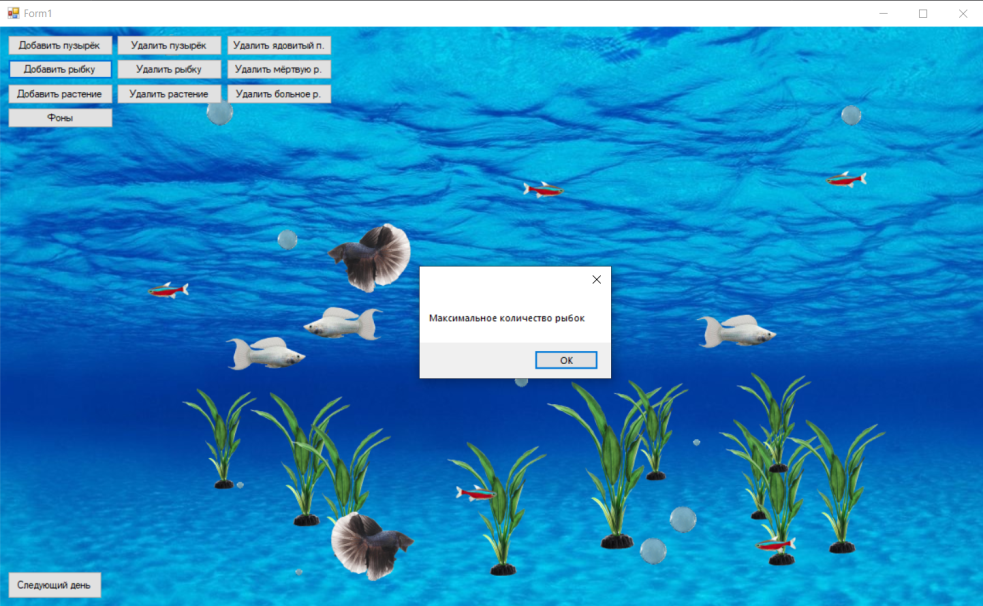 Form1
Добавить пузырёк Удалить пузырёк Удалить ядовитый п.
Добавить рыбку Удалить рыбку Удалить мёртвую р.
Добавить растение Удалить растение Удалить больное р.
Фоны
Максимальное количество рыбок
OK
Следующий день